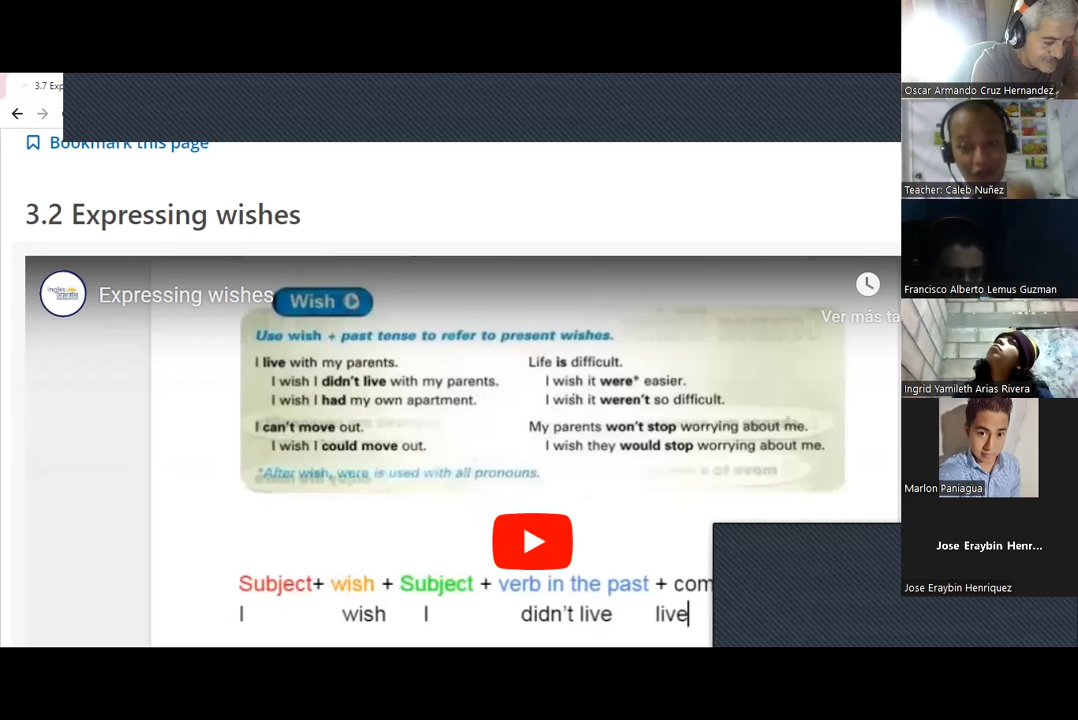 3.7 Exp
Bookmark this page
3.2 Expressing wishes
Expressing wishes
Wish
Ver más ta
Use wish + past tense to refer to present wishes.
I live with my parents.
I wish I didn't live with my parents.
I wish I had my own apartment.
I can't move out.
I wish I could move out.
Life is difficult.
I wish it were* easier.
I wish it weren't so difficult.
My parents won't stop worrying about me.
I wish they would stop worrying about me.
*After wish, were is used with all pronouns.
Subject+ wish + Subject + verb in the past + com
I wish I didn't live live
Oscar Armando Cruz Hernandez
Teacher: Caleb Nuñez
Francisco Alberto Lemus Guzman
Ingrid Yamileth Arias Rivera
Marlon Paniagua
Jose Eraybin Henr...
Jose Eraybin Henriquez